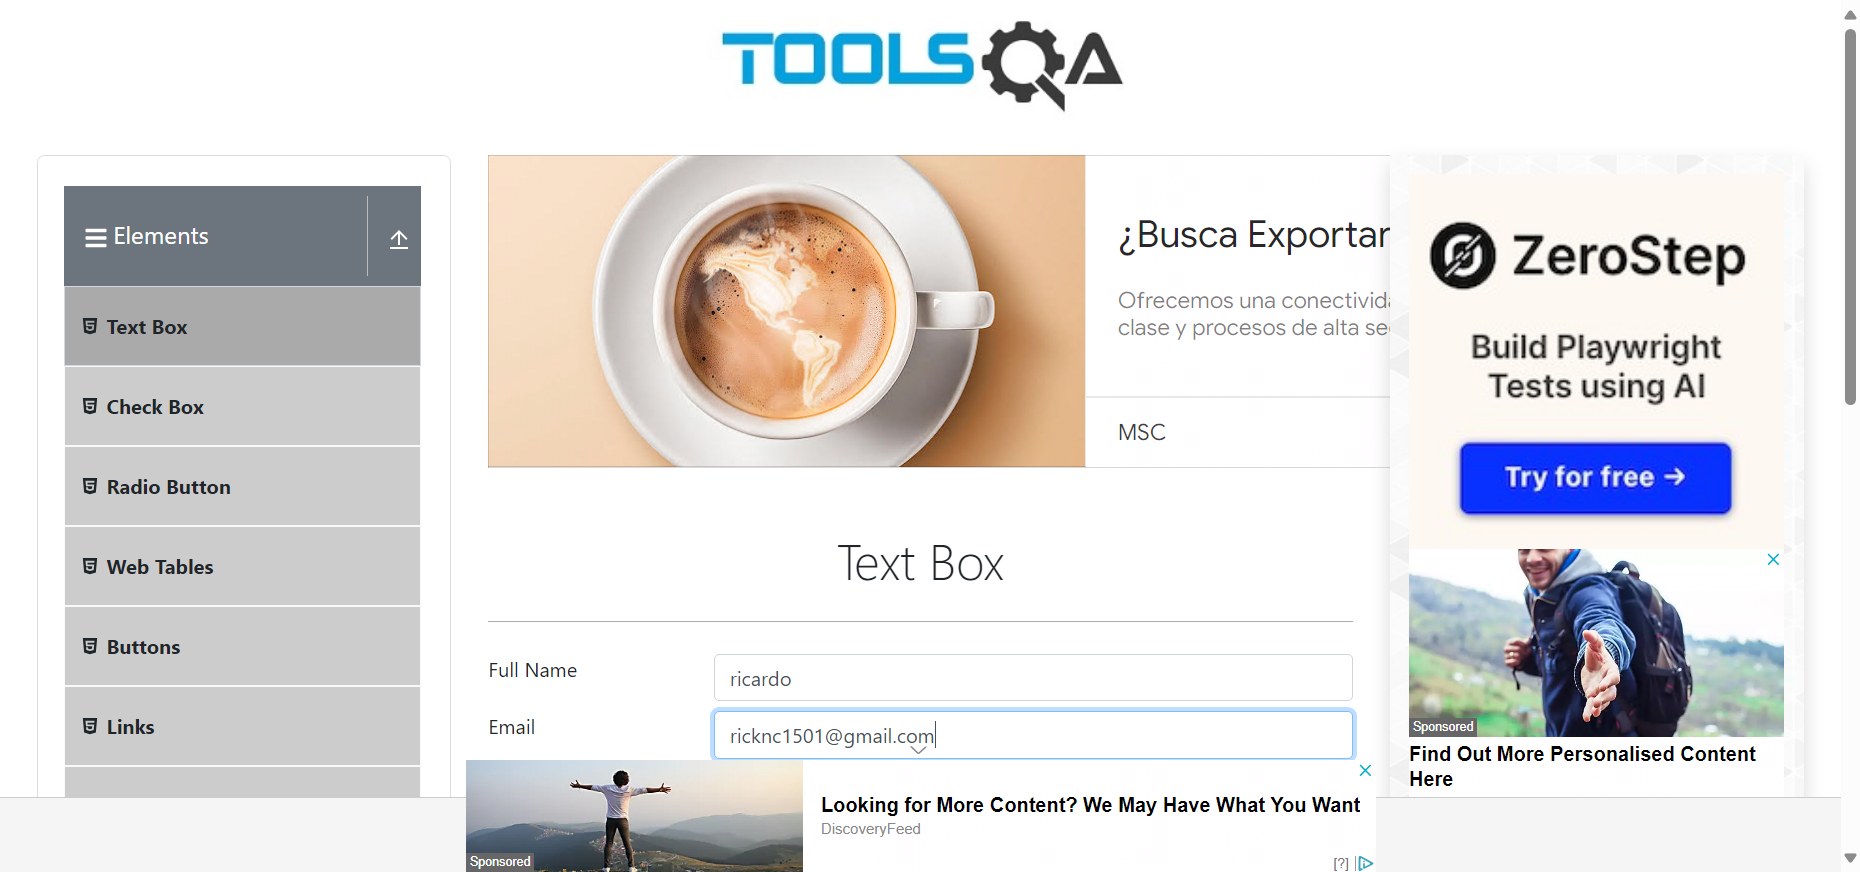 TOOLSQA
Elements
Text Box
Check Box
Radio Button
Web Tables
Buttons
Links
¿Busca Exportar
Ofrecemos una conectivida
clase y procesos de alta se
MSC
ZeroStep
Build Playwright
Tests using AI
Try for free →
Text Box
Full Name
ricardo
Email
ricknc1501@gmail.com
Sponsored
Find Out More Personalised Content
Here
Sponsored
Looking for More Content? We May Have What You Want
DiscoveryFeed
[?]